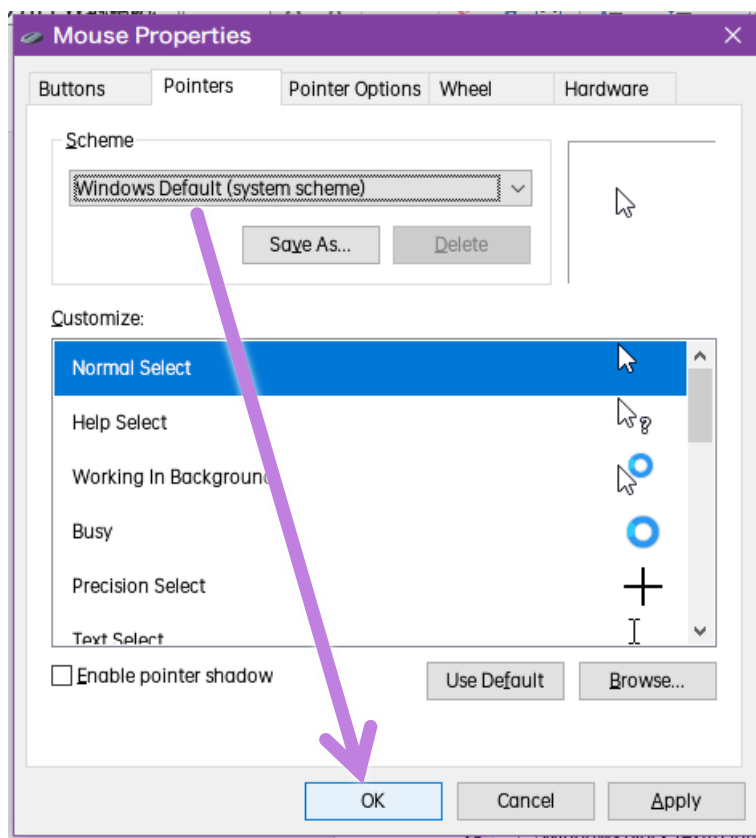 Mouse Properties
Buttons Pointers Pointer Options Wheel Hardware
Scheme
Windows Default (system scheme)
Save As... Delete
Customize:
Normal Select
Help Select
Working In Background
Busy
Precision Select
Text Select
Enable pointer shadow Use Default Browse...
OK Cancel Apply